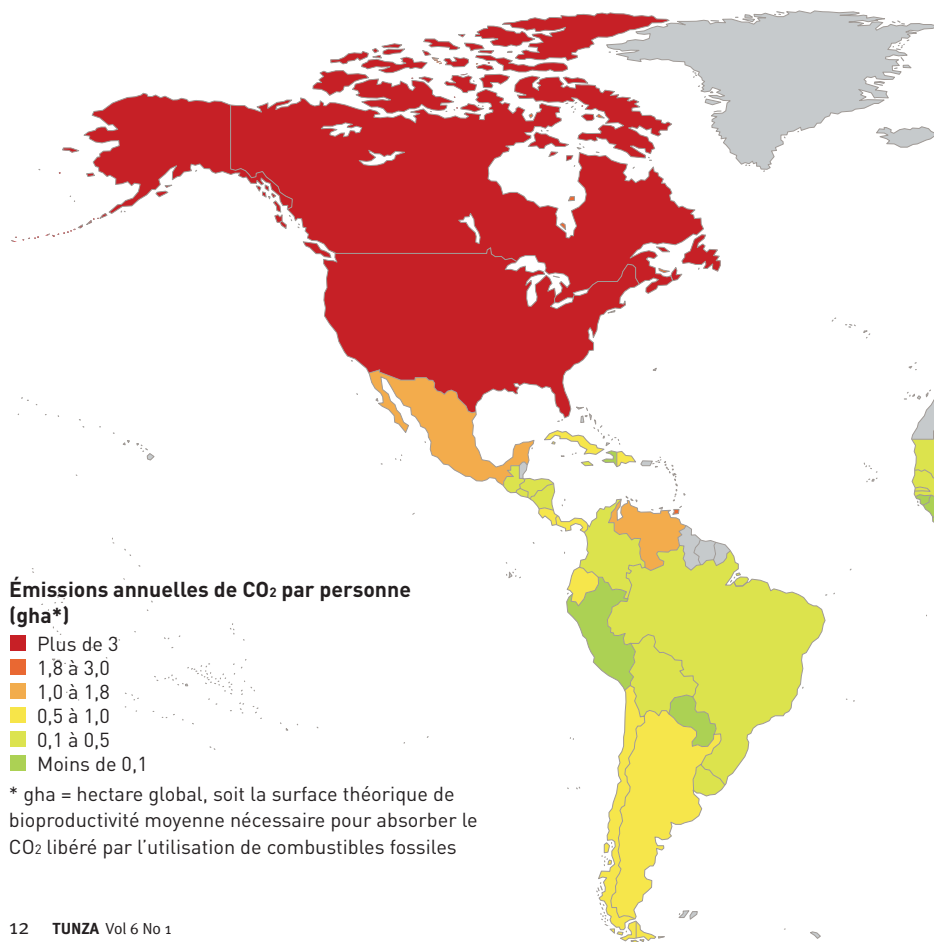 Émissions annuelles de CO2 par personne
(gha*)
Plus de 3
1,8 à 3,0
1,0 à 1,8
0,5 à 1,0
0,1 à 0,5
Moins de 0,1
* gha = hectare global, soit la surface théorique de
bioproductivité moyenne nécessaire pour absorber le
CO2 libéré par l’utilisation de combustibles fossiles
12 TUNZA Vol 6 No 1